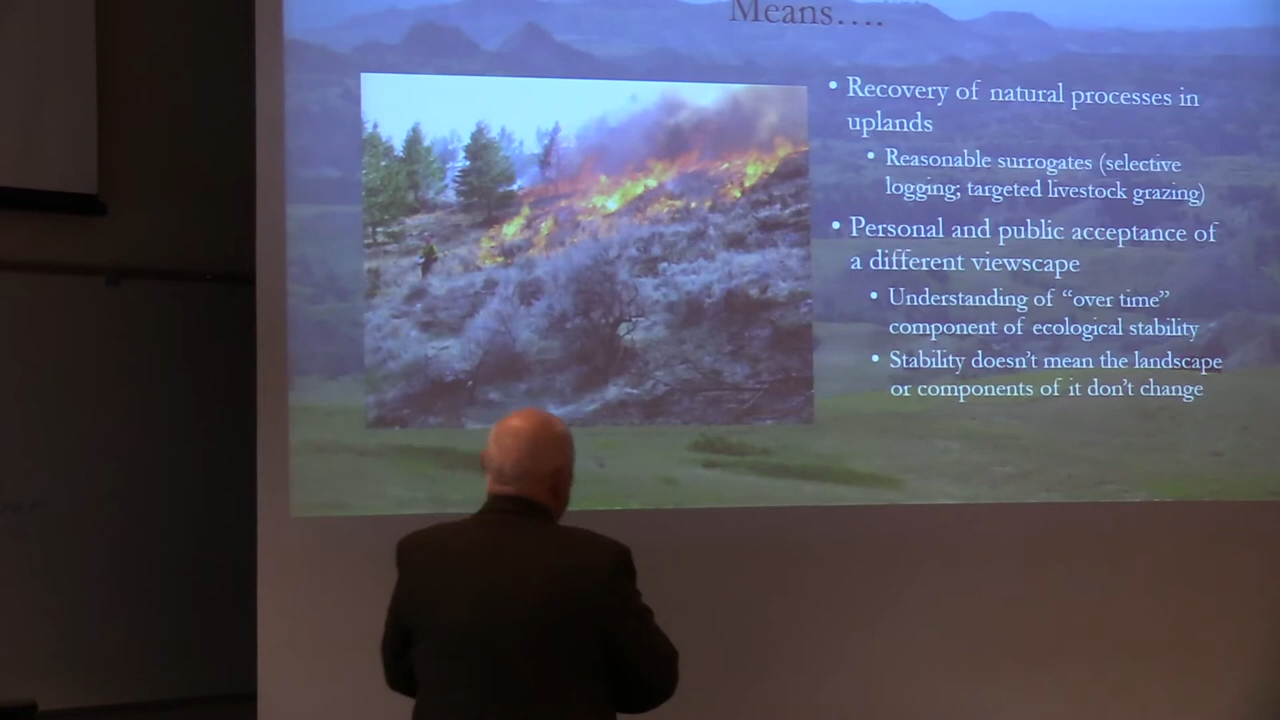 Means….
• Recovery of natural processes in
uplands
• Reasonable surrogates (selective
logging; targeted livestock grazing)
• Personal and public acceptance of
a different viewscape
• Understanding of “over time”
component of ecological stability
• Stability doesn’t mean the landscape
or components of it don’t change